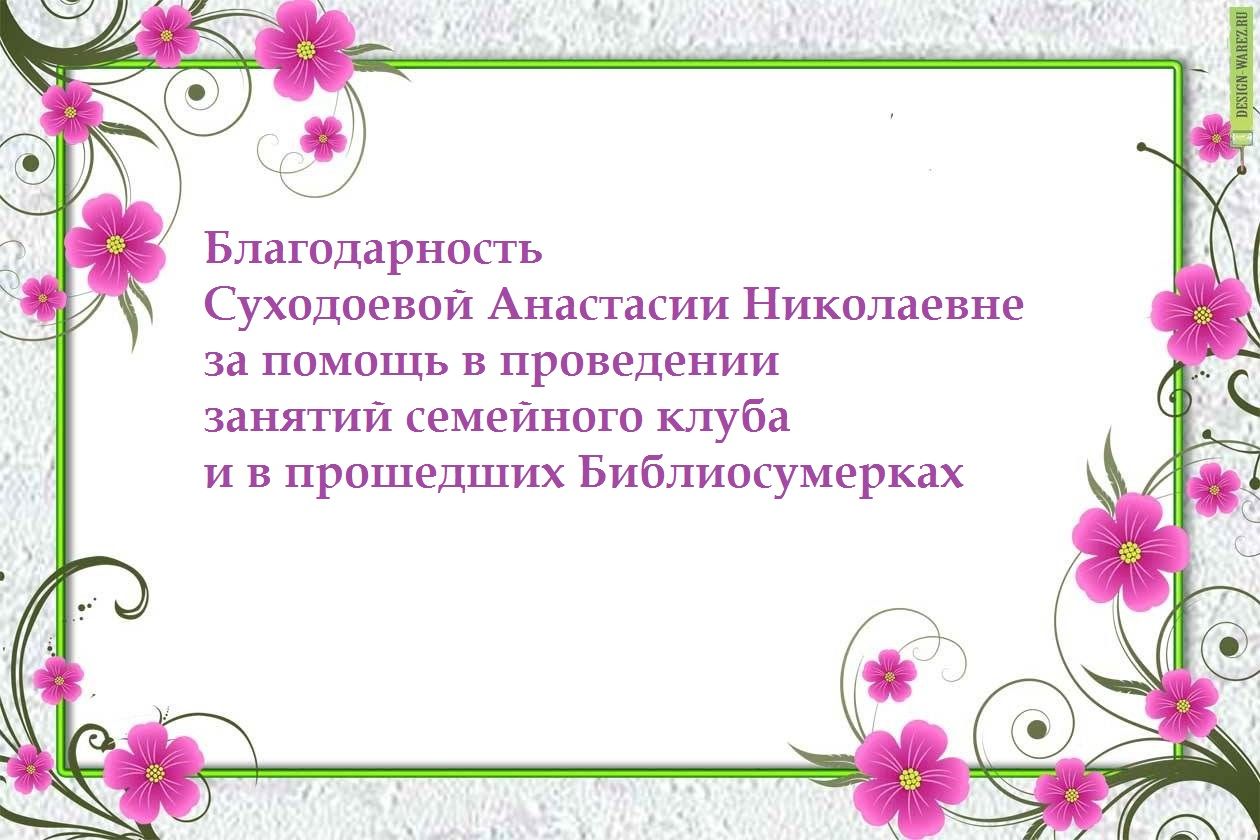 Благодарность
Суходоевой Анастасии Николаевне
за помощь в проведении
занятий семейного клуба
и в прошедших Библиосумерках
DESIGN-WAREZ.RU